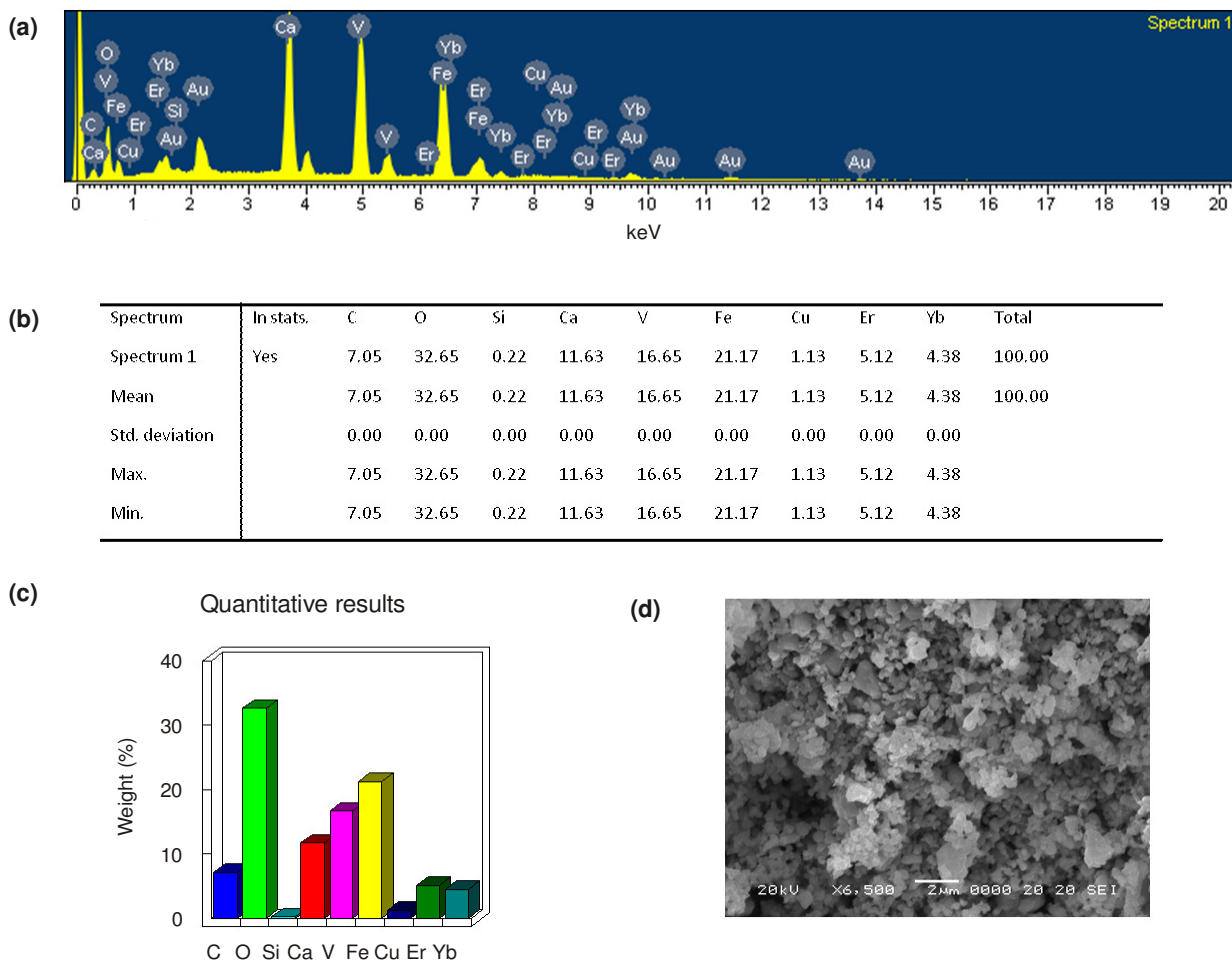 (a)
Spectrum 1
Ca
V
Yb
O
Yb
Fe
Cu
V
Er
Au
Er
Au
Fe
Si
Fe
Yb
Yb
C
Er
Au
V
Yb
Er
Au
Ca
Cu
Er
Er
Cu
Er
Au
Au
Au
0 1 2 3 4 5 6 7 8 9 10 11 12 13 14 15 16 17 18 19 20
keV
(b)
Spectrum In stats. C O Si Ca V Fe Cu Er Yb Total
Spectrum 1 Yes 7.05 32.65 0.22 11.63 16.65 21.17 1.13 5.12 4.38 100.00
Mean 7.05 32.65 0.22 11.63 16.65 21.17 1.13 5.12 4.38 100.00
Std. deviation 0.00 0.00 0.00 0.00 0.00 0.00 0.00 0.00 0.00
Max. 7.05 32.65 0.22 11.63 16.65 21.17 1.13 5.12 4.38
Min. 7.05 32.65 0.22 11.63 16.65 21.17 1.13 5.12 4.38
(c)
Quantitative results
40
30
20
10
0
Weight (%)
C O Si Ca V Fe Cu Er Yb
(d)
20kV X6,500 2µm 0000 20 20 SEI